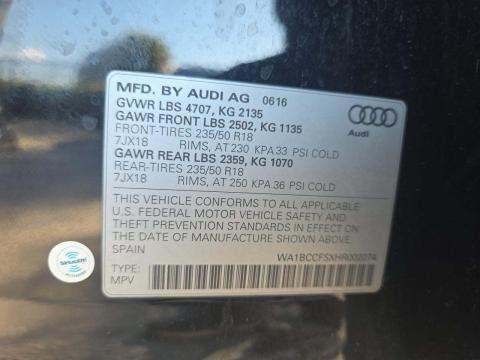 MFD. BY AUDI AG 0616
GVWR LBS 4707, KG 2135
GAWR FRONT LBS 2502, KG 1135
FRONT-TIRES 235/50 R18
7JX18 RIMS, AT 230 KPA 33 PSI COLD
GAWR REAR LBS 2359, KG 1070
REAR-TIRES 235/50 R18
7JX18 RIMS, AT 250 KPA 36 PSI COLD
Audi
THIS VEHICLE CONFORMS TO ALL APPLICABLE
U.S. FEDERAL MOTOR VEHICLE SAFETY AND
THEFT PREVENTION STANDARDS IN EFFECT ON
THE DATE OF MANUFACTURE SHOWN ABOVE.
SPAIN
WA1BCCFSXHR002074
TYPE:
MPV
SiriusXM